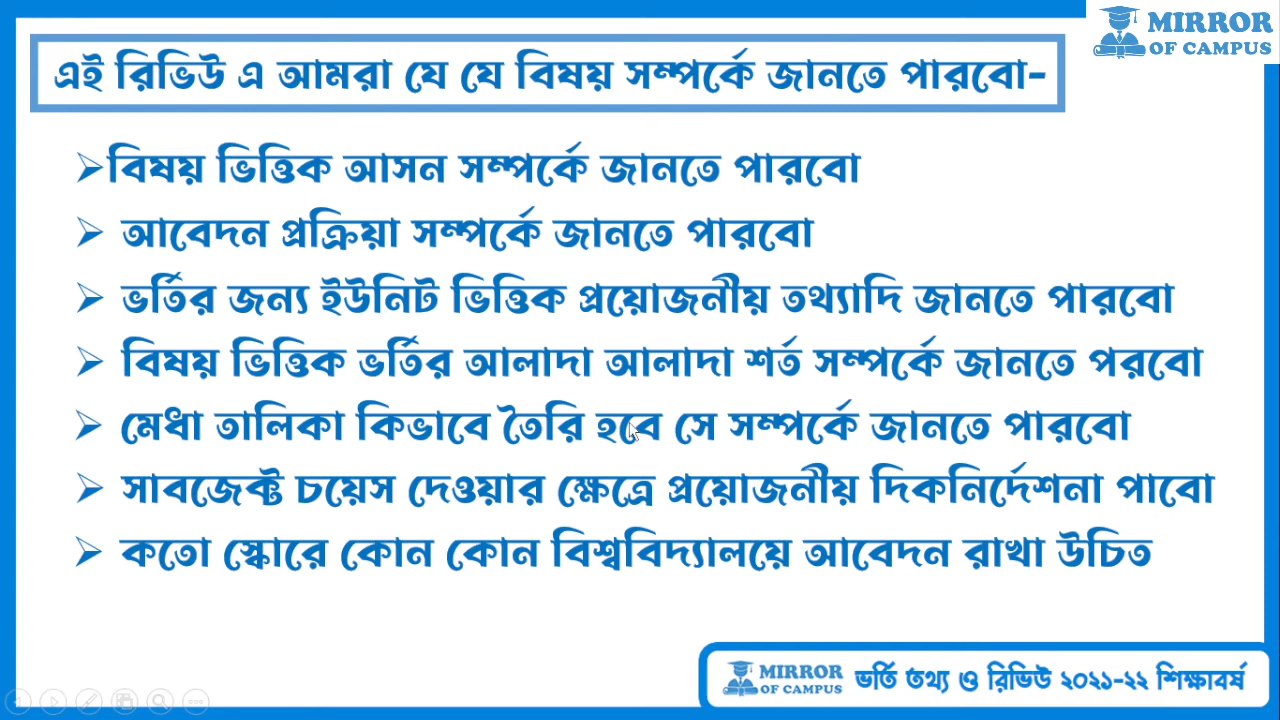 MIRROR
OF CAMPUS
এই রিভিউ এ আমরা যে যে বিষয় সম্পর্কে জানতে পারবো-
➢বিষয় ভিত্তিক আসন সম্পর্কে জানতে পারবো
➢ আবেদন প্রক্রিয়া সম্পর্কে জানতে পারবো
➢ ভর্তির জন্য ইউনিট ভিত্তিক প্রয়োজনীয় তথ্যাদি জানতে পারবো
➢ বিষয় ভিত্তিক ভর্তির আলাদা আলাদা শর্ত সম্পর্কে জানতে পরবো
➢ মেধা তালিকা কিভাবে তৈরি হবে সে সম্পর্কে জানতে পারবো
➢ সাবজেক্ট চয়েস দেওয়ার ক্ষেত্রে প্রয়োজনীয় দিকনির্দেশনা পাবো
➢ কতো স্কোরে কোন কোন বিশ্ববিদ্যালয়ে আবেদন রাখা উচিত
MIRROR
OF CAMPUS
ভর্তি তথ্য ও রিভিউ ২০২১-২২ শিক্ষাবর্ষ